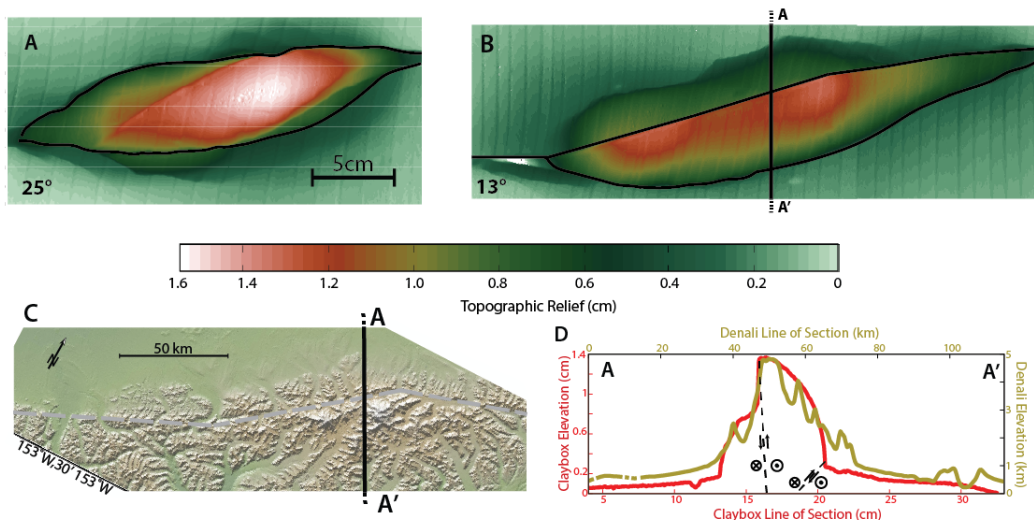 A
25°
5cm
B
13°
A
A'
1.6 1.4 1.2 1.0 0.8 0.6 0.4 0.2 0
Topographic Relief (cm)
C
N
50 km
A
A'
153°W,30' 153°W
D
Denali Line of Section (km)
0 20 40 60 80 100
A
A'
1.4
1
0.6
0.2
0
Claybox Elevation (cm)
5
3
1
0
Denali Elevation (km)
5 10 15 20 25 30
Claybox Line of Section (cm)